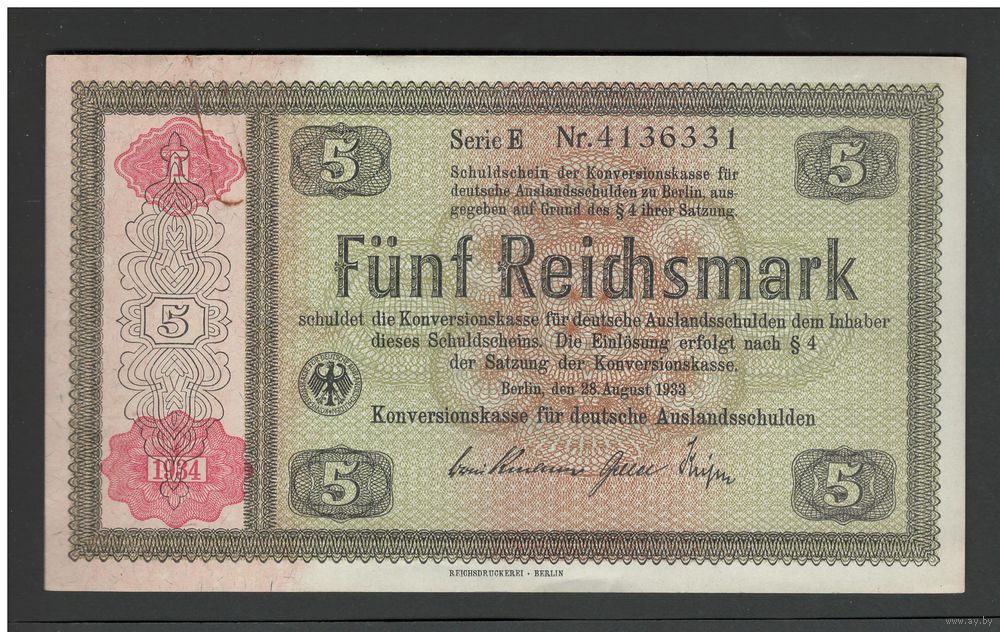 5
5
Serie E Nr. 4136331
Schuldschein der Konversionskasse für
deutsche Auslandsschulden zu Berlin, aus-
gegeben auf Grund des § 4 ihrer Satzung.
Fünf Reichsmark
schuldet die Konversionskasse für deutsche Auslandsschulden dem Inhaber
dieses Schuldscheins. Die Einlösung erfolgt nach § 4
der Satzung der Konversionskasse.
Berlin, den 28. August 1933
Konversionskasse für deutsche Auslandsschulden
5
5
5
1934
REICHSDRUCKEREI · BERLIN
www.ay.by